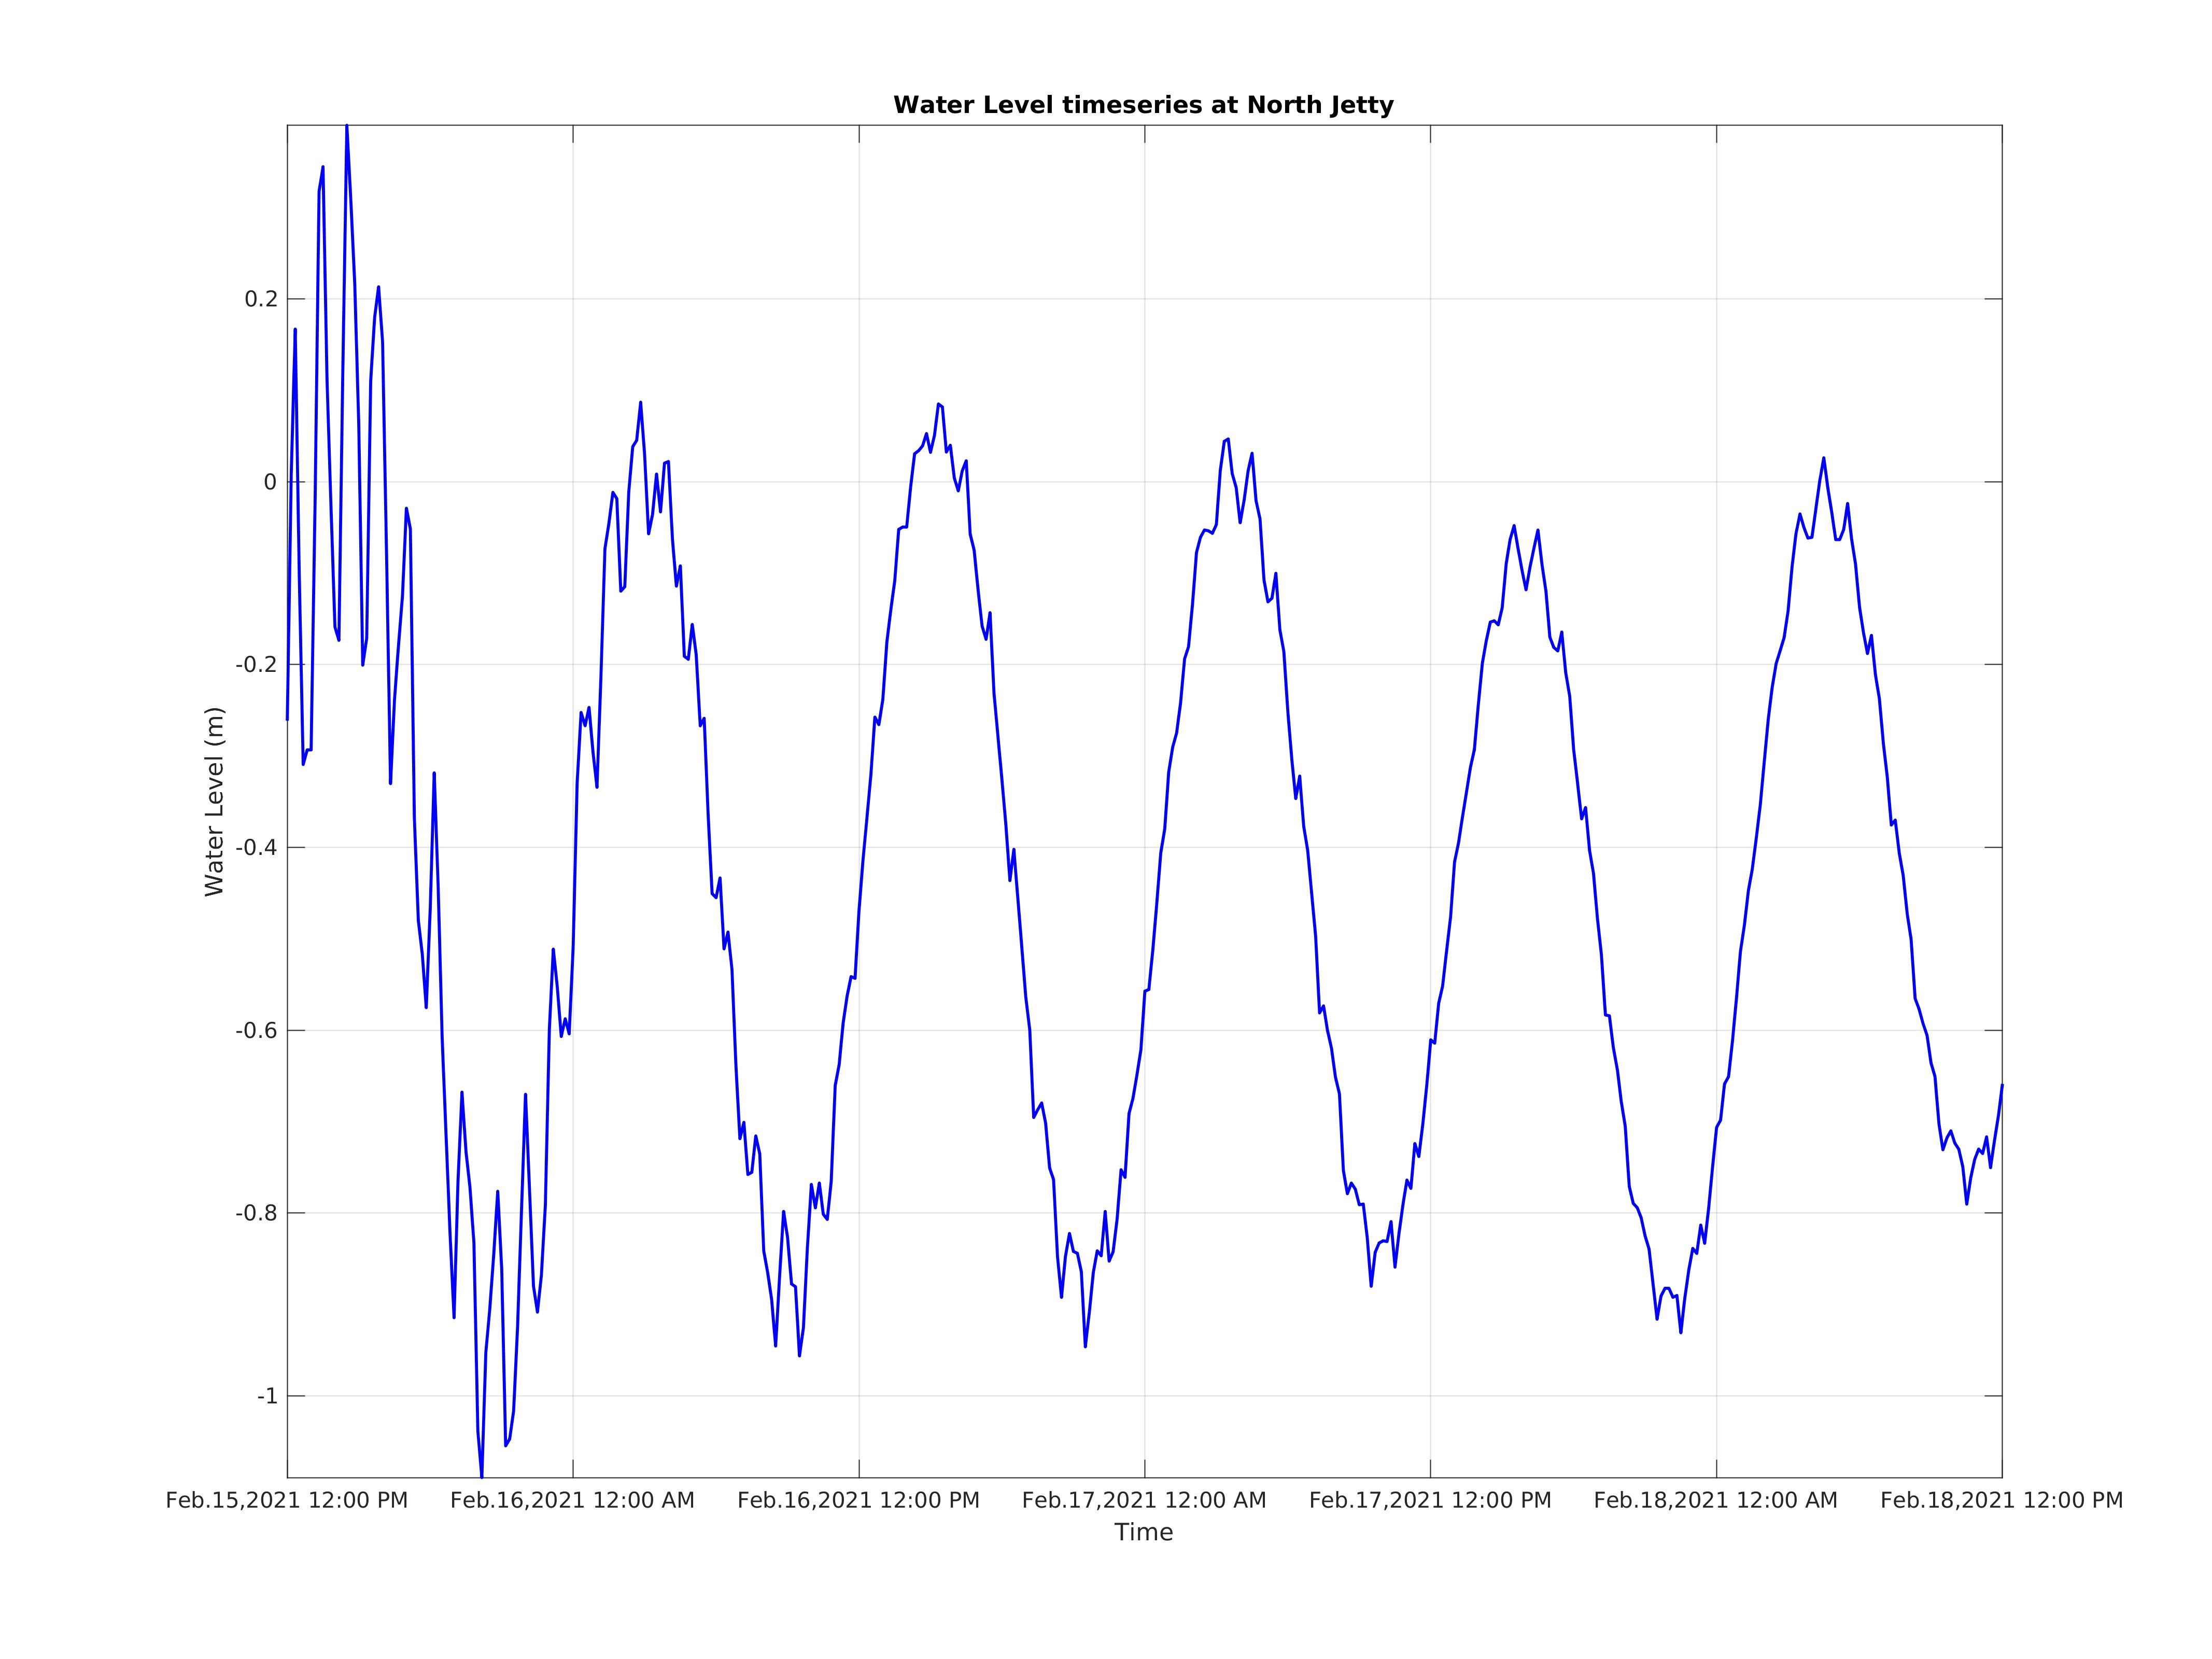 Water Level timeseries at North Jetty
0.2
0
-0.2
-0.4
-0.6
-0.8
-1
Water Level (m)
Feb.15,2021 12:00 PM
Feb.16,2021 12:00 AM
Feb.16,2021 12:00 PM
Feb.17,2021 12:00 AM
Feb.17,2021 12:00 PM
Feb.18,2021 12:00 AM
Feb.18,2021 12:00 PM
Time